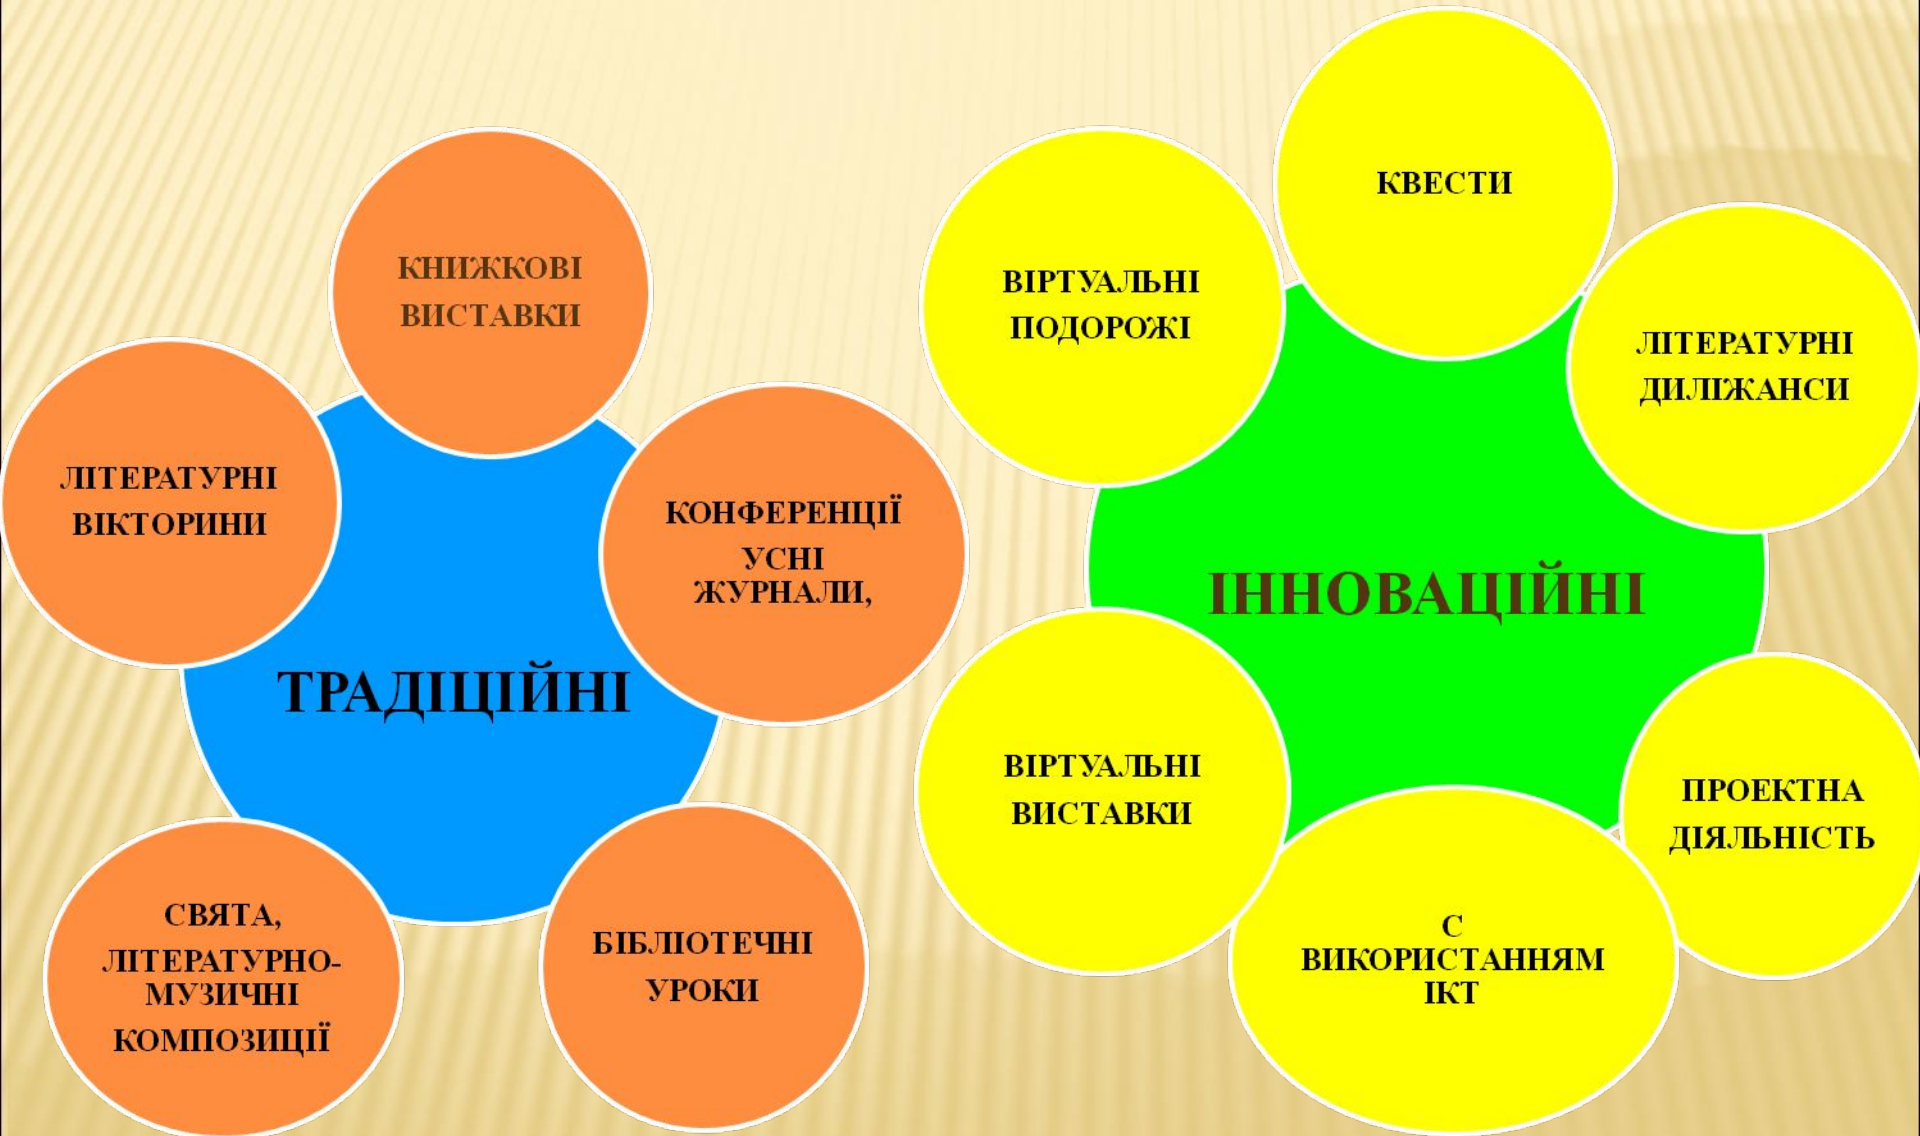 КНИЖКОВІ
ВИСТАВКИ
ЛІТЕРАТУРНІ
ВІКТОРИНИ
КОНФЕРЕНЦІЇ
УСНІ
ЖУРНАЛИ,
ТРАДІЦІЙНІ
СВЯТА,
ЛІТЕРАТУРНО-
МУЗИЧНІ
КОМПОЗИЦІЇ
БІБЛІОТЕЧНІ
УРОКИ
КВЕСТИ
ВІРТУАЛЬНІ
ПОДОРОЖІ
ЛІТЕРАТУРНІ
ДИЛІЖАНСИ
ІННОВАЦІЙНІ
ВІРТУАЛЬНІ
ВИСТАВКИ
ПРОЕКТНА
ДІЯЛЬНІСТЬ
С
ВИКОРИСТАННЯМ
ІКТ